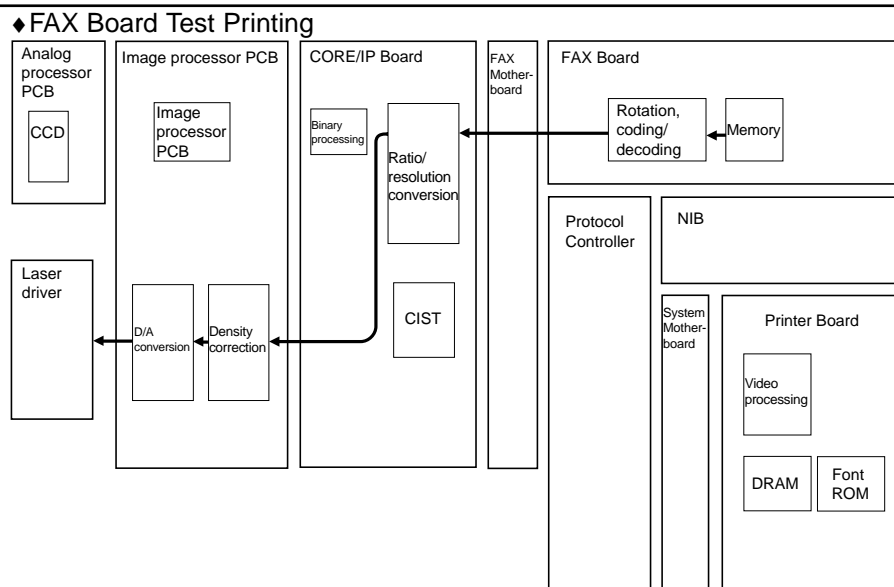 ♦FAX Board Test Printing
Analog
processor
PCB
CCD
Image processor PCB
Image
processor
PCB
CORE/IP Board
Binary
processing
Ratio/
resolution
conversion
CIST
FAX
Mother-
board
FAX Board
Rotation,
coding/
decoding
Memory
Laser
driver
D/A
conversion
Density
correction
Protocol
Controller
NIB
System
Mother-
board
Printer Board
Video
processing
DRAM
Font
ROM